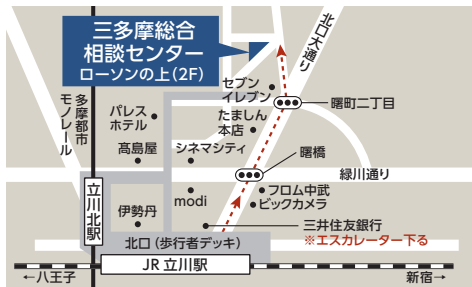 三多摩総合
相談センター
ローソンの上(2F)
北口大通り
多摩都市
モノレール
セブン
イレブン
曙町二丁目
パレス
ホテル
たましん
本店
髙島屋
シネマシティ
曙橋
緑川通り
立川北駅
modi
フロム中武
ビックカメラ
伊勢丹
三井住友銀行
※エスカレーター下る
北口(歩行者デッキ)
JR 立川駅
←八王子
新宿→